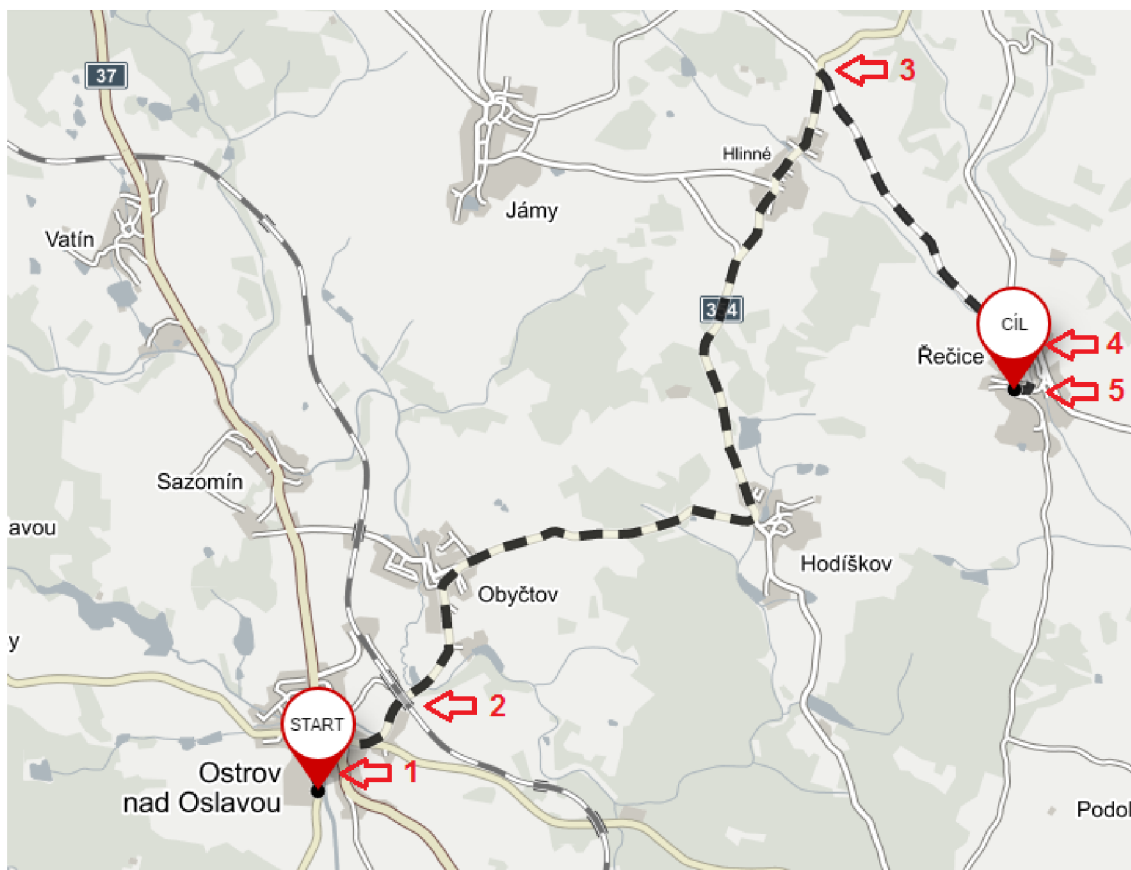 3
37
Hlinné
Jámy
Vatín
CÍL
4
Řečice
5
Sazomín
avou
Hodíškov
Obyčtov
y
2
START
1
Ostrov
nad Oslavou
Podol